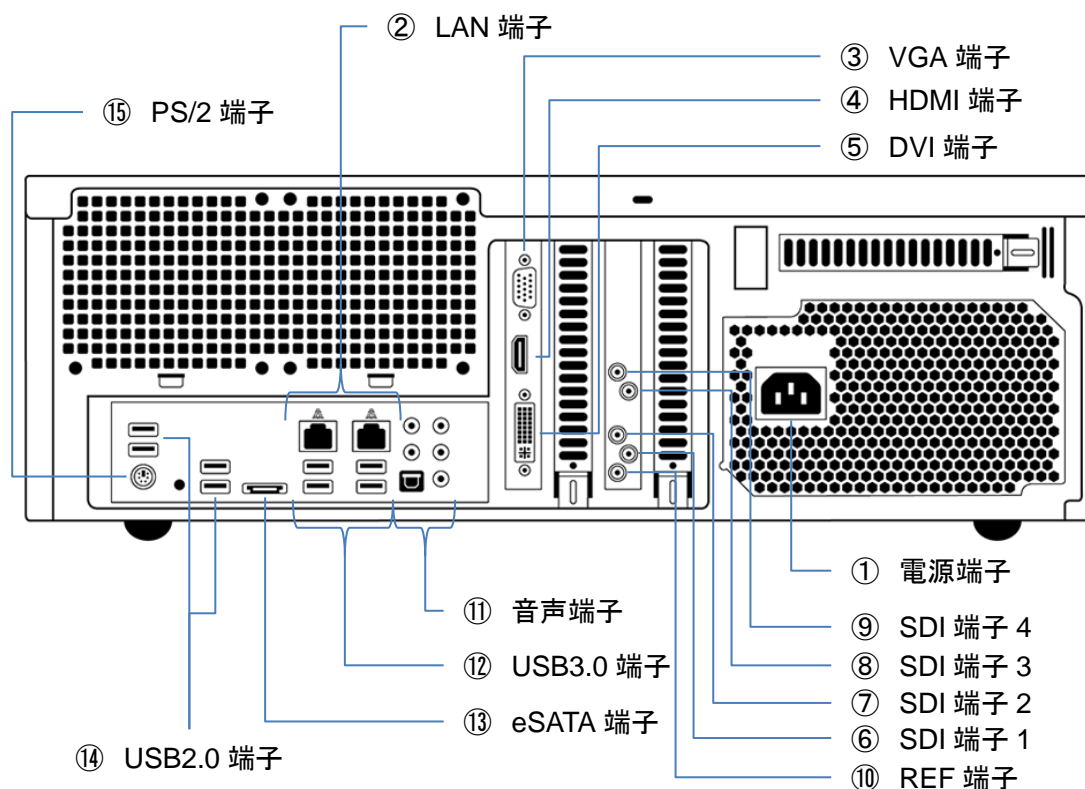 ② LAN 端子
③ VGA 端子
④ HDMI 端子
⑮ PS/2 端子
⑤ DVI 端子
① 電源端子
⑪ 音声端子
⑨ SDI 端子 4
⑫ USB3.0 端子
⑧ SDI 端子 3
⑦ SDI 端子 2
⑬ eSATA 端子
⑥ SDI 端子 1
⑭ USB2.0 端子
⑩ REF 端子